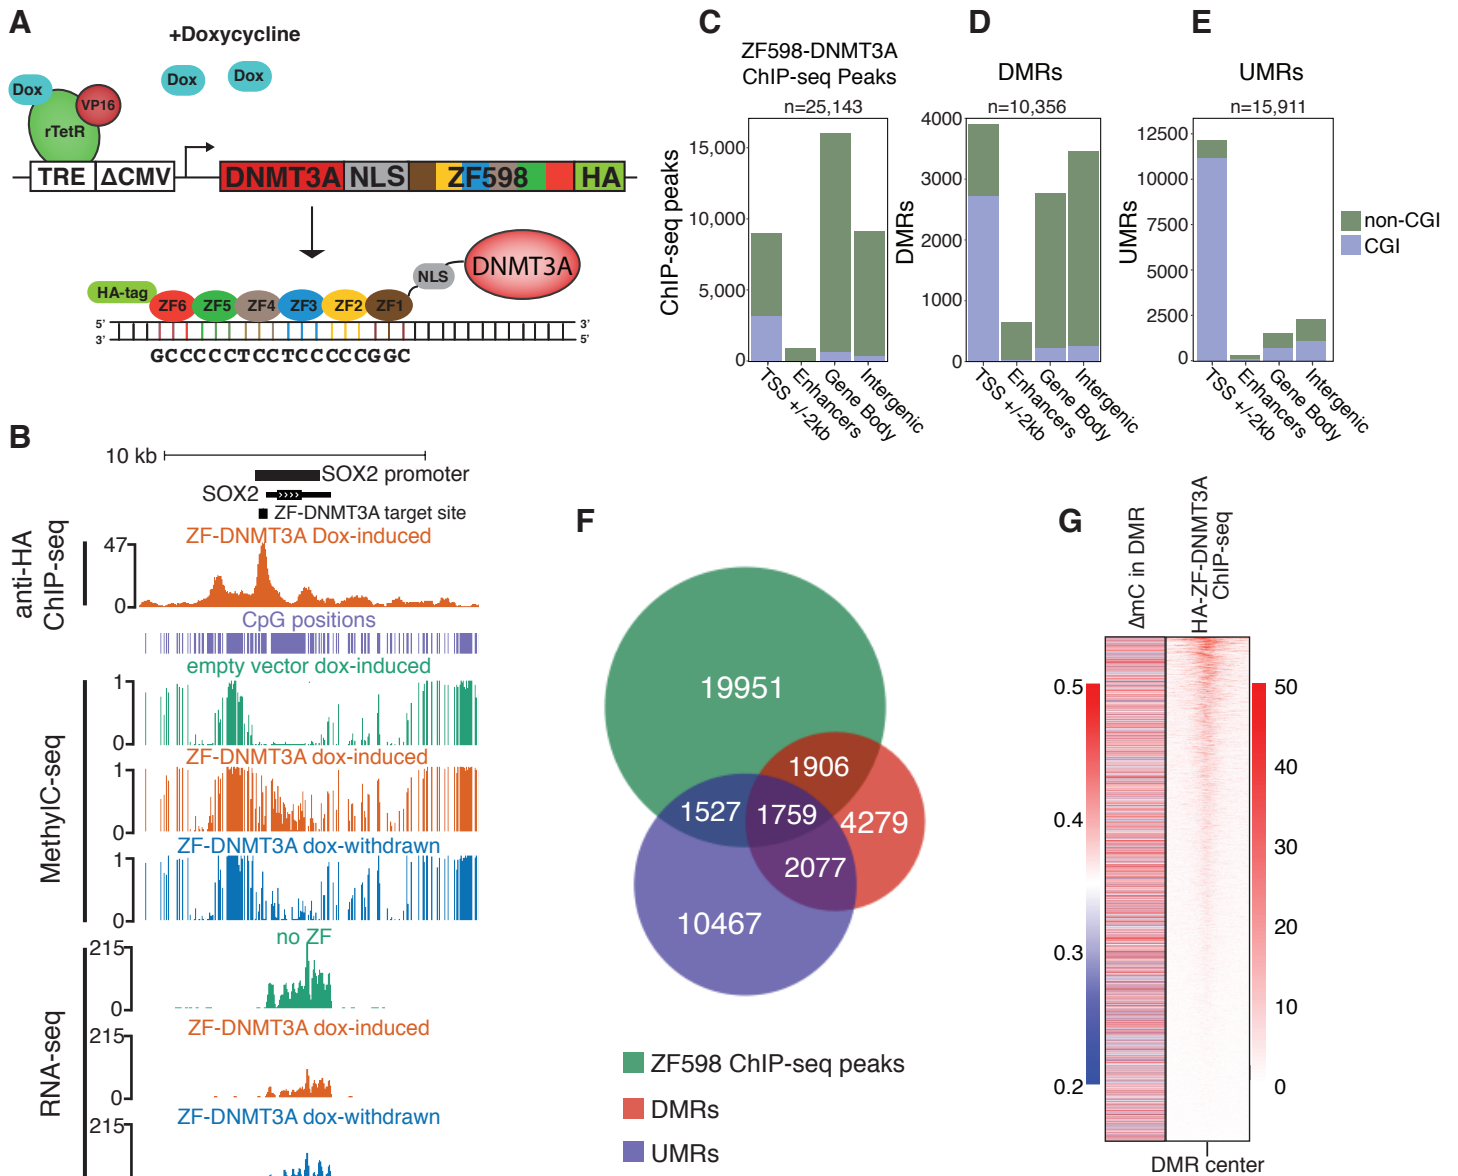 A
+Doxycycline
Dox
Dox
Dox
VP16
rTetR
TRE
ΔCMV
DNMT3A
NLS
ZF598
HA
DNMT3A
NLS
HA-tag
ZF6
ZF5
ZF4
ZF3
ZF2
ZF1
5'
3'
3'
5'
GCCCCCTCCTCCCCCGGC
B
10 kb
SOX2 promoter
SOX2
ZF-DNMT3A target site
anti-HA
ChIP-seq
ZF-DNMT3A Dox-induced
47
0
CpG positions
MethylC-seq
empty vector dox-induced
1
0
ZF-DNMT3A dox-induced
1
0
ZF-DNMT3A dox-withdrawn
1
0
RNA-seq
no ZF
215
0
ZF-DNMT3A dox-induced
215
0
ZF-DNMT3A dox-withdrawn
215
C
ZF598-DNMT3A
ChIP-seq Peaks
n=25,143
ChIP-seq peaks
15,000
10,000
5,000
0
TSS +/-2kb
Enhancers
Gene Body
Intergenic
D
DMRs
n=10,356
DMRs
4000
3000
2000
1000
0
TSS +/-2kb
Enhancers
Gene Body
Intergenic
E
UMRs
n=15,911
UMRs
12500
10000
7500
5000
2500
0
TSS +/-2kb
Enhancers
Gene Body
Intergenic
non-CGI
CGI
F
19951
1906
1527
1759
4279
2077
10467
ZF598 ChIP-seq peaks
DMRs
UMRs
G
ΔmC in DMR
HA-ZF-DNMT3A
ChIP-seq
0.5
0.4
0.3
0.2
50
40
30
20
10
0
DMR center